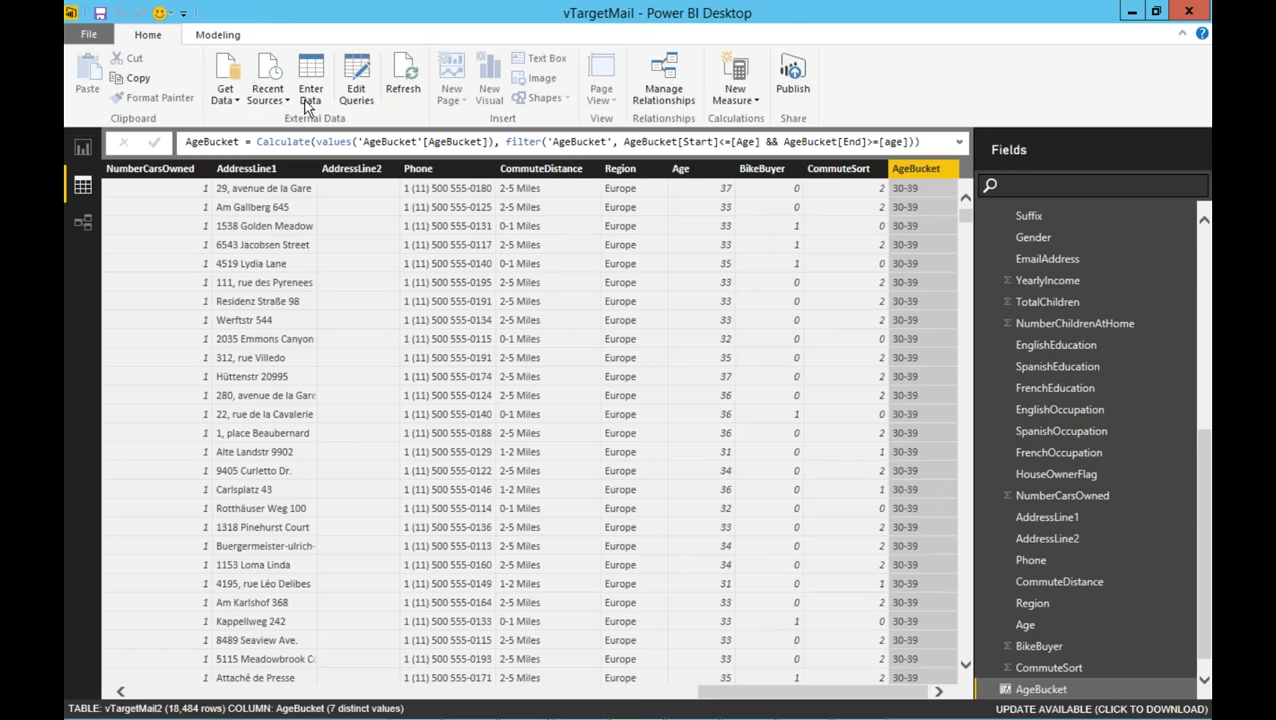 vTargetMail - Power BI Desktop
File Home Modeling
Paste
Cut
Copy
Format Painter
Clipboard
Get Data
Recent Sources
Enter Data
Edit Queries
Refresh
External Data
New Page
New Visual
Text Box
Image
Shapes
Insert
Page View
View
Manage Relationships
Relationships
New Measure
Calculations
Publish
Share
AgeBucket = Calculate(values('AgeBucket'[AgeBucket]), filter('AgeBucket', AgeBucket[Start]<=[Age] && AgeBucket[End]>=[age]))
NumberCarsOwned AddressLine1 AddressLine2 Phone CommuteDistance Region Age BikeBuyer CommuteSort AgeBucket
1 29, avenue de la Gare 1 (11) 500 555-0180 2-5 Miles Europe 37 0 2 30-39
1 Am Gallberg 645 1 (11) 500 555-0125 2-5 Miles Europe 33 0 2 30-39
1 1538 Golden Meadow 1 (11) 500 555-0131 0-1 Miles Europe 33 1 0 30-39
1 6543 Jacobsen Street 1 (11) 500 555-0117 2-5 Miles Europe 33 1 2 30-39
1 4519 Lydia Lane 1 (11) 500 555-0140 0-1 Miles Europe 35 1 0 30-39
1 111, rue des Pyrenees 1 (11) 500 555-0195 2-5 Miles Europe 33 0 2 30-39
1 Residenz Straße 98 1 (11) 500 555-0191 2-5 Miles Europe 33 0 2 30-39
1 Werftstr 544 1 (11) 500 555-0134 2-5 Miles Europe 33 0 2 30-39
1 2035 Emmons Canyon 1 (11) 500 555-0115 0-1 Miles Europe 32 0 0 30-39
1 312, rue Villedo 1 (11) 500 555-0191 2-5 Miles Europe 35 0 2 30-39
1 Hüttenstr 20995 1 (11) 500 555-0174 2-5 Miles Europe 37 0 2 30-39
1 280, avenue de la Gare 1 (11) 500 555-0124 2-5 Miles Europe 36 0 2 30-39
1 22, rue de la Cavalerie 1 (11) 500 555-0140 0-1 Miles Europe 36 1 0 30-39
1 1, place Beaubernard 1 (11) 500 555-0188 2-5 Miles Europe 36 0 2 30-39
1 Alte Landstr 9902 1 (11) 500 555-0129 1-2 Miles Europe 31 0 1 30-39
1 9405 Curletto Dr. 1 (11) 500 555-0122 2-5 Miles Europe 34 0 2 30-39
1 Carlsplatz 43 1 (11) 500 555-0146 1-2 Miles Europe 36 0 1 30-39
1 Rotthäuser Weg 100 1 (11) 500 555-0114 0-1 Miles Europe 32 0 0 30-39
1 1318 Pinehurst Court 1 (11) 500 555-0136 2-5 Miles Europe 33 0 2 30-39
1 Buergermeister-ulrich- 1 (11) 500 555-0113 2-5 Miles Europe 34 0 2 30-39
1 1153 Loma Linda 1 (11) 500 555-0160 2-5 Miles Europe 34 0 2 30-39
1 4195, rue Léo Delibes 1 (11) 500 555-0149 1-2 Miles Europe 31 0 1 30-39
1 Am Karlshof 368 1 (11) 500 555-0164 2-5 Miles Europe 33 0 2 30-39
1 Kappellweg 242 1 (11) 500 555-0133 0-1 Miles Europe 33 1 0 30-39
1 8489 Seaview Ave. 1 (11) 500 555-0115 2-5 Miles Europe 33 0 2 30-39
1 5115 Meadowbrook Co 1 (11) 500 555-0193 2-5 Miles Europe 33 0 2 30-39
1 Attaché de Presse 1 (11) 500 555-0171 2-5 Miles Europe 35 1 2 30-39
Fields
Suffix
Gender
EmailAddress
YearlyIncome
TotalChildren
NumberChildrenAtHome
EnglishEducation
SpanishEducation
FrenchEducation
EnglishOccupation
SpanishOccupation
FrenchOccupation
HouseOwnerFlag
NumberCarsOwned
AddressLine1
AddressLine2
Phone
CommuteDistance
Region
Age
BikeBuyer
CommuteSort
AgeBucket
TABLE: vTargetMail2 (18,484 rows) COLUMN: AgeBucket (7 distinct values)
UPDATE AVAILABLE (CLICK TO DOWNLOAD)